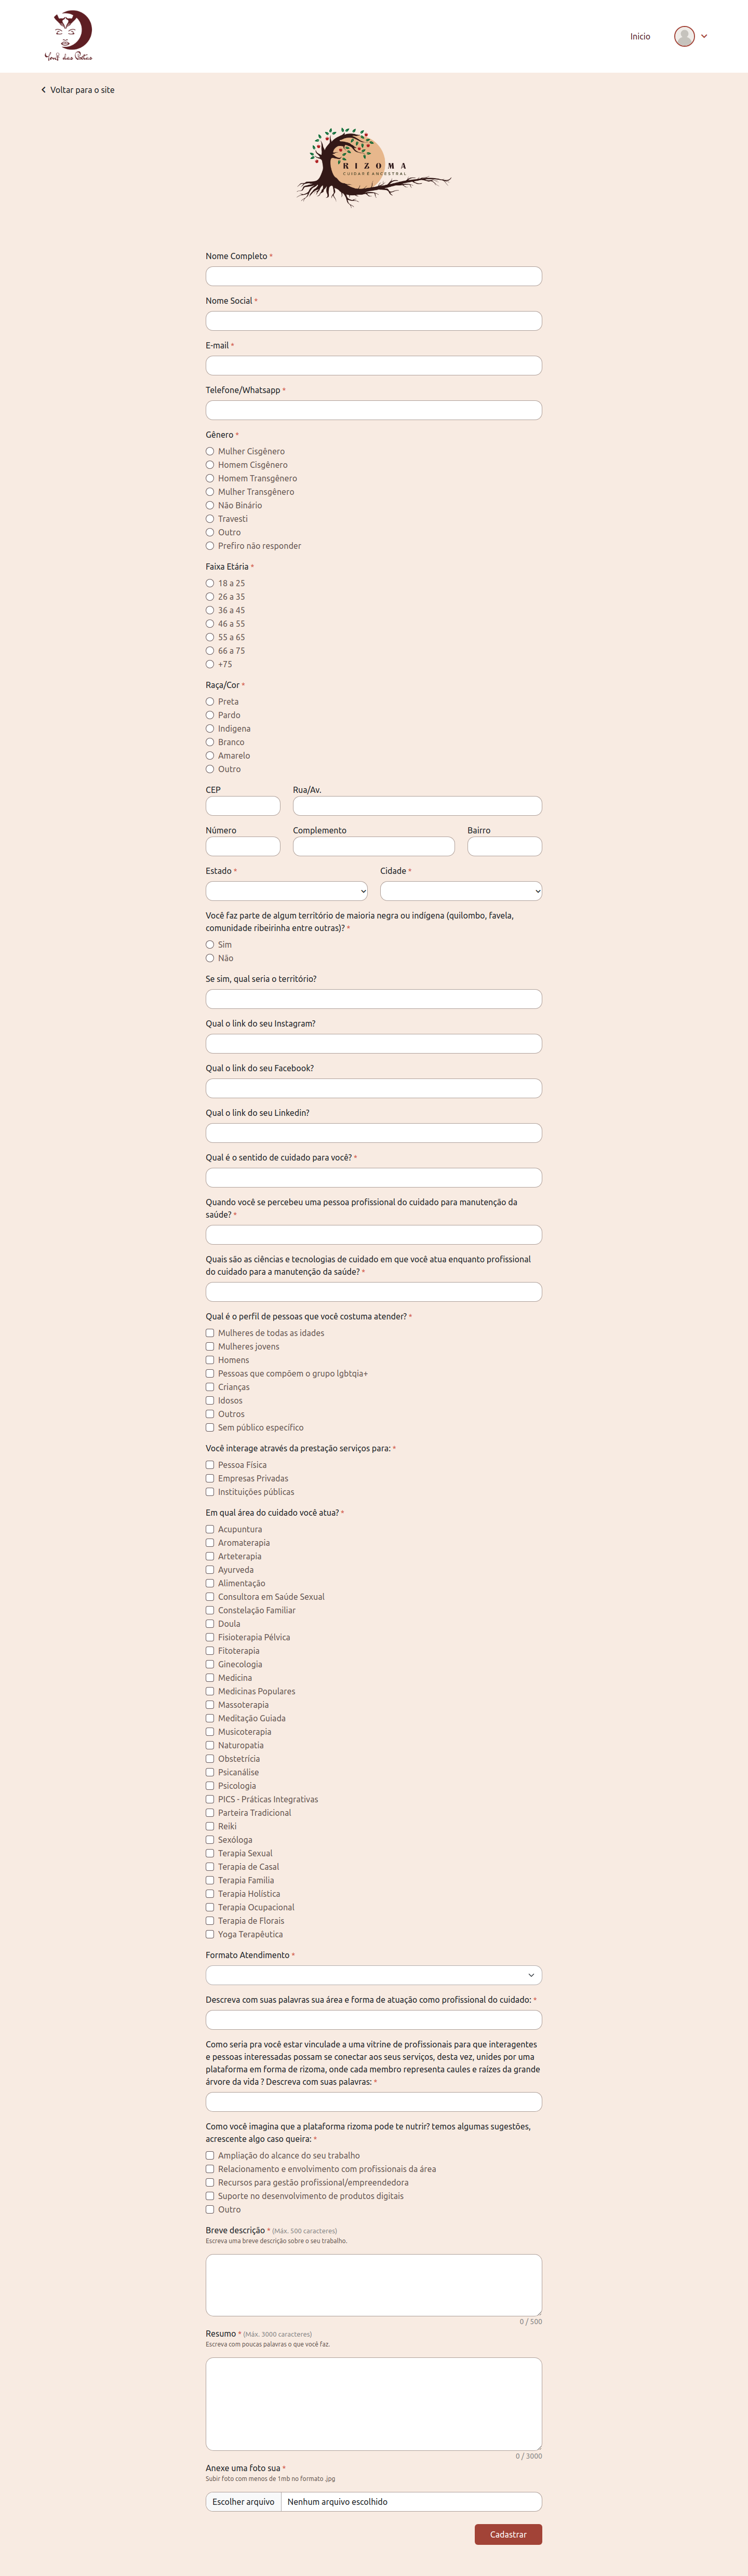 Yoni das Pretas
Inicio
Voltar para o site
RIZOMA
CUIDAR É ANCESTRAL
Nome Completo *
Nome Social *
E-mail *
Telefone/Whatsapp *
Gênero *
Mulher Cisgênero
Homem Cisgênero
Homem Transgênero
Mulher Transgênero
Não Binário
Travesti
Outro
Prefiro não responder
Faixa Etária *
18 a 25
26 a 35
36 a 45
46 a 55
55 a 65
66 a 75
+75
Raça/Cor *
Preta
Pardo
Indigena
Branco
Amarelo
Outro
CEP Rua/Av.
Número Complemento Bairro
Estado * Cidade *
Você faz parte de algum território de maioria negra ou indígena (quilombo, favela,
comunidade ribeirinha entre outras)? *
Sim
Não
Se sim, qual seria o território?
Qual o link do seu Instagram?
Qual o link do seu Facebook?
Qual o link do seu Linkedin?
Qual é o sentido de cuidado para você? *
Quando você se percebeu uma pessoa profissional do cuidado para manutenção da
saúde? *
Quais são as ciências e tecnologias de cuidado em que você atua enquanto profissional
do cuidado para a manutenção da saúde? *
Qual é o perfil de pessoas que você costuma atender? *
Mulheres de todas as idades
Mulheres jovens
Homens
Pessoas que compõem o grupo lgbtqia+
Crianças
Idosos
Outros
Sem público específico
Você interage através da prestação serviços para: *
Pessoa Física
Empresas Privadas
Instituições públicas
Em qual área do cuidado você atua? *
Acupuntura
Aromaterapia
Arteterapia
Ayurveda
Alimentação
Consultora em Saúde Sexual
Constelação Familiar
Doula
Fisioterapia Pélvica
Fitoterapia
Ginecologia
Medicina
Medicinas Populares
Massoterapia
Meditação Guiada
Musicoterapia
Naturopatia
Obstetrícia
Psicanálise
Psicologia
PICS - Práticas Integrativas
Parteira Tradicional
Reiki
Sexóloga
Terapia Sexual
Terapia de Casal
Terapia Familia
Terapia Holística
Terapia Ocupacional
Terapia de Florais
Yoga Terapêutica
Formato Atendimento *
Descreva com suas palavras sua área e forma de atuação como profissional do cuidado: *
Como seria pra você estar vinculade a uma vitrine de profissionais para que interagentes
e pessoas interessadas possam se conectar aos seus serviços, desta vez, unides por uma
plataforma em forma de rizoma, onde cada membro representa caules e raízes da grande
árvore da vida ? Descreva com suas palavras: *
Como você imagina que a plataforma rizoma pode te nutrir? temos algumas sugestões,
acrescente algo caso queira: *
Ampliação do alcance do seu trabalho
Relacionamento e envolvimento com profissionais da área
Recursos para gestão profissional/empreendedora
Suporte no desenvolvimento de produtos digitais
Outro
Breve descrição * (Máx. 500 caracteres)
Escreva uma breve descrição sobre o seu trabalho.
0 / 500
Resumo * (Máx. 3000 caracteres)
Escreva com poucas palavras o que você faz.
0 / 3000
Anexe uma foto sua *
Subir foto com menos de 1mb no formato .jpg
Escolher arquivo Nenhum arquivo escolhido
Cadastrar